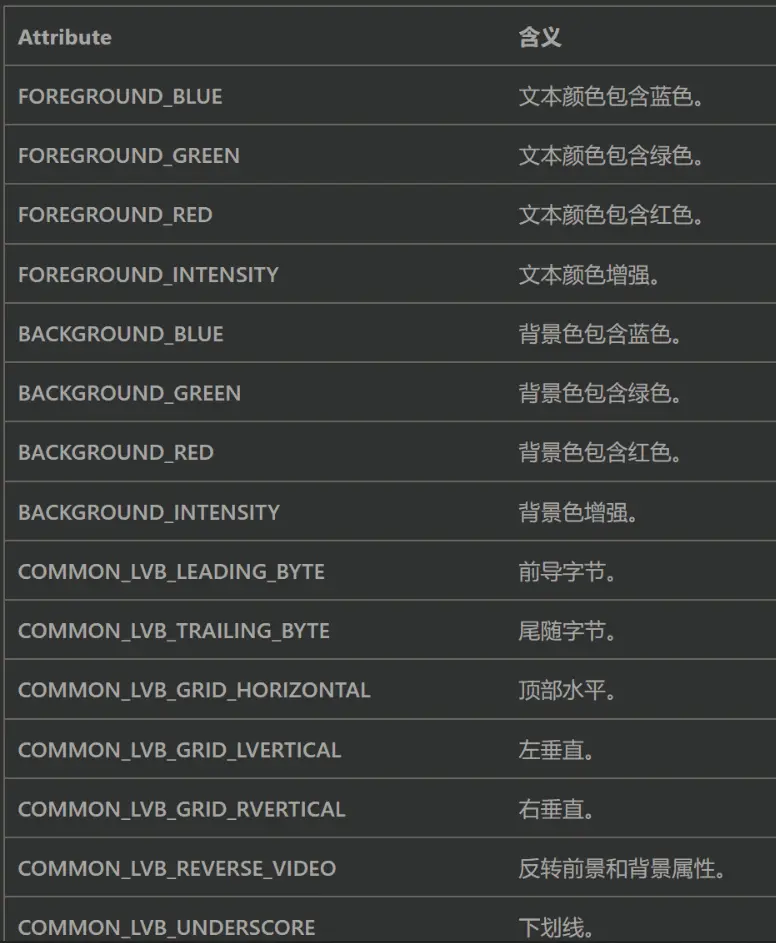 Attribute 含义
FOREGROUND_BLUE 文本颜色包含蓝色。
FOREGROUND_GREEN 文本颜色包含绿色。
FOREGROUND_RED 文本颜色包含红色。
FOREGROUND_INTENSITY 文本颜色增强。
BACKGROUND_BLUE 背景色包含蓝色。
BACKGROUND_GREEN 背景色包含绿色。
BACKGROUND_RED 背景色包含红色。
BACKGROUND_INTENSITY 背景色增强。
COMMON_LVB_LEADING_BYTE 前导字节。
COMMON_LVB_TRAILING_BYTE 尾随字节。
COMMON_LVB_GRID_HORIZONTAL 顶部水平。
COMMON_LVB_GRID_LVERTICAL 左垂直。
COMMON_LVB_GRID_RVERTICAL 右垂直。
COMMON_LVB_REVERSE_VIDEO 反转前景和背景属性。
COMMON_LVB_UNDERSCORE 下划线。